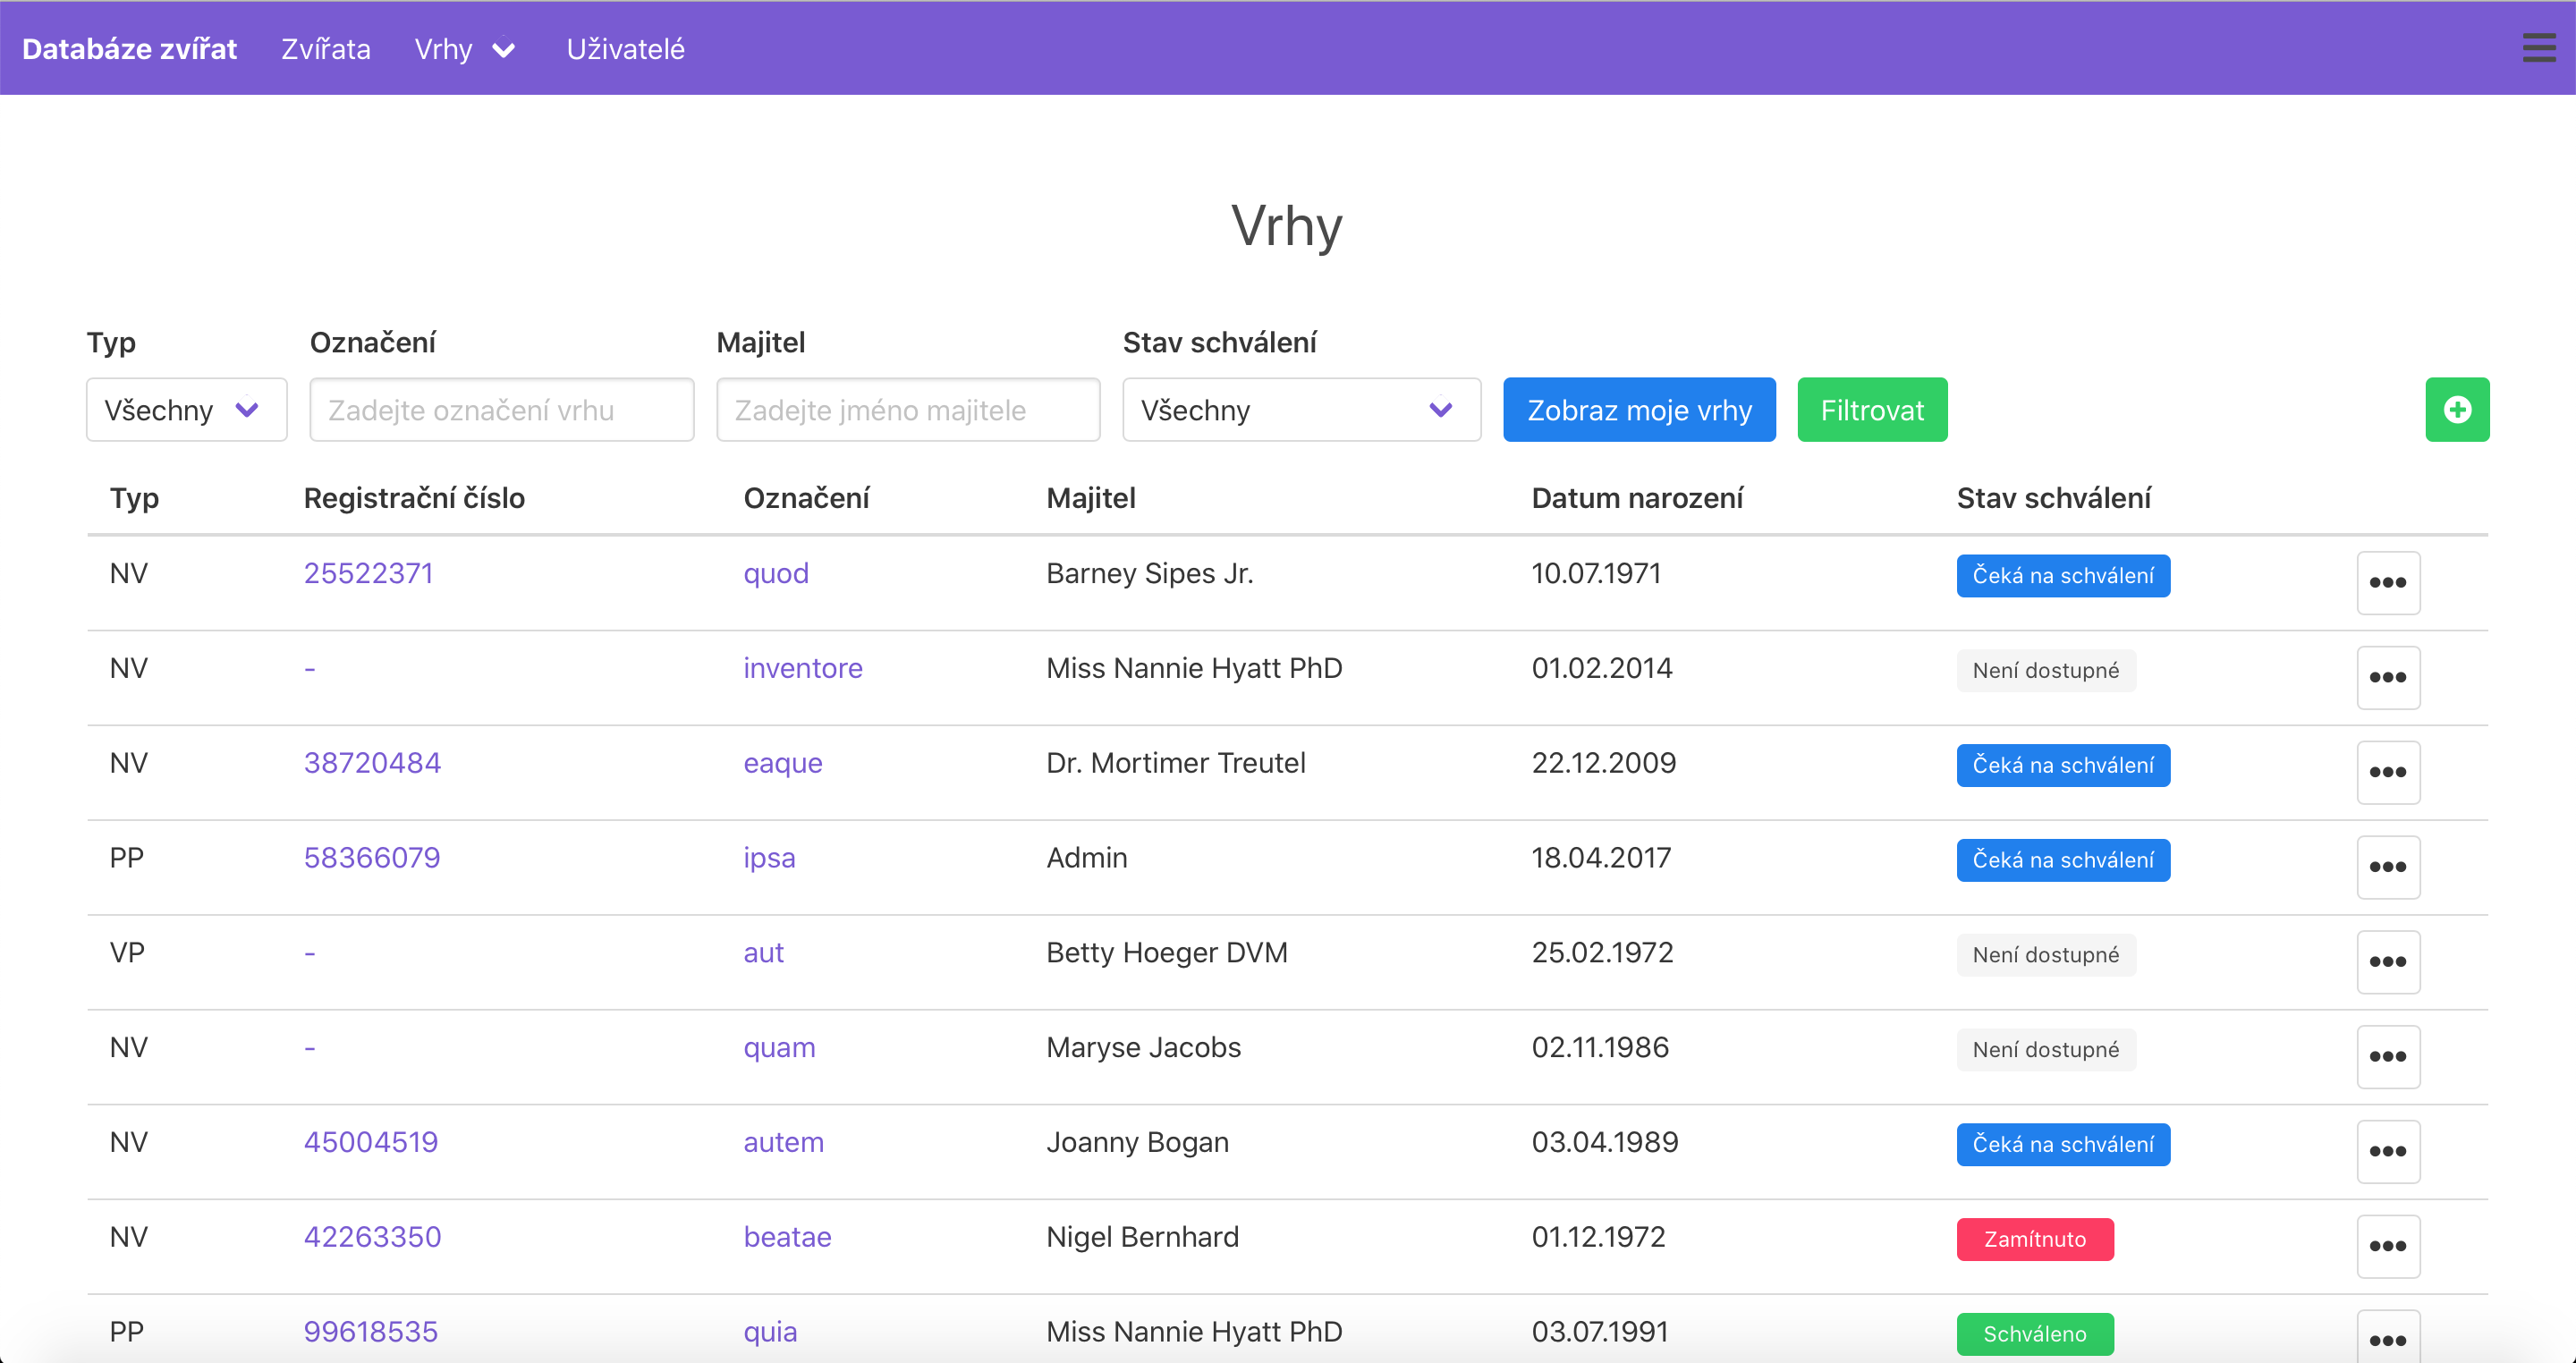 Databáze zvířat Zvířata Vrhy Uživatelé
Vrhy
Typ Označení Majitel Stav schválení
Všechny Zadejte označení vrhu Zadejte jméno majitele Všechny Zobraz moje vrhy Filtrovat
Typ Registrační číslo Označení Majitel Datum narození Stav schválení
NV 25522371 quod Barney Sipes Jr. 10.07.1971 Čeká na schválení
NV - inventore Miss Nannie Hyatt PhD 01.02.2014 Není dostupné
NV 38720484 eaque Dr. Mortimer Treutel 22.12.2009 Čeká na schválení
PP 58366079 ipsa Admin 18.04.2017 Čeká na schválení
VP - aut Betty Hoeger DVM 25.02.1972 Není dostupné
NV - quam Maryse Jacobs 02.11.1986 Není dostupné
NV 45004519 autem Joanny Bogan 03.04.1989 Čeká na schválení
NV 42263350 beatae Nigel Bernhard 01.12.1972 Zamítnuto
PP 99618535 quia Miss Nannie Hyatt PhD 03.07.1991 Schváleno